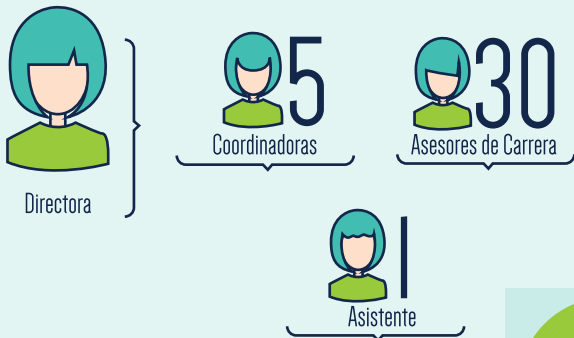 5
Coordinadoras
30
Asesores de Carrera
Directora
1
Asistente